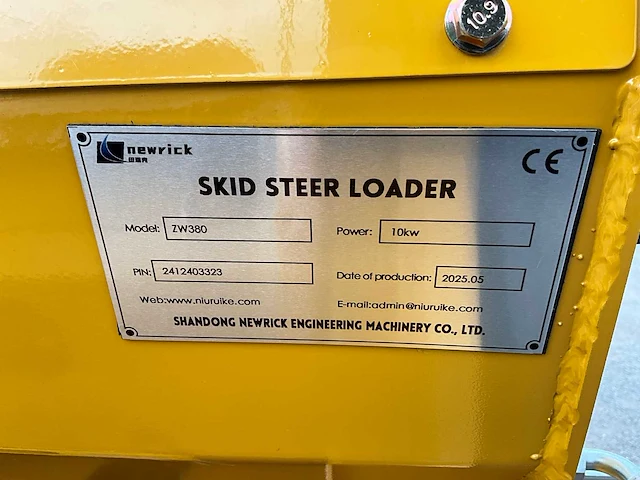 10.9
newrick
SKID STEER LOADER
CE
Model: ZW380
Power: 10kw
PIN: 2412403323
Date of production: 2025.05
Web:www.niuruike.com
E-mail:admin@niuruike.com
SHANDONG NEWRICK ENGINEERING MACHINERY CO., LTD.